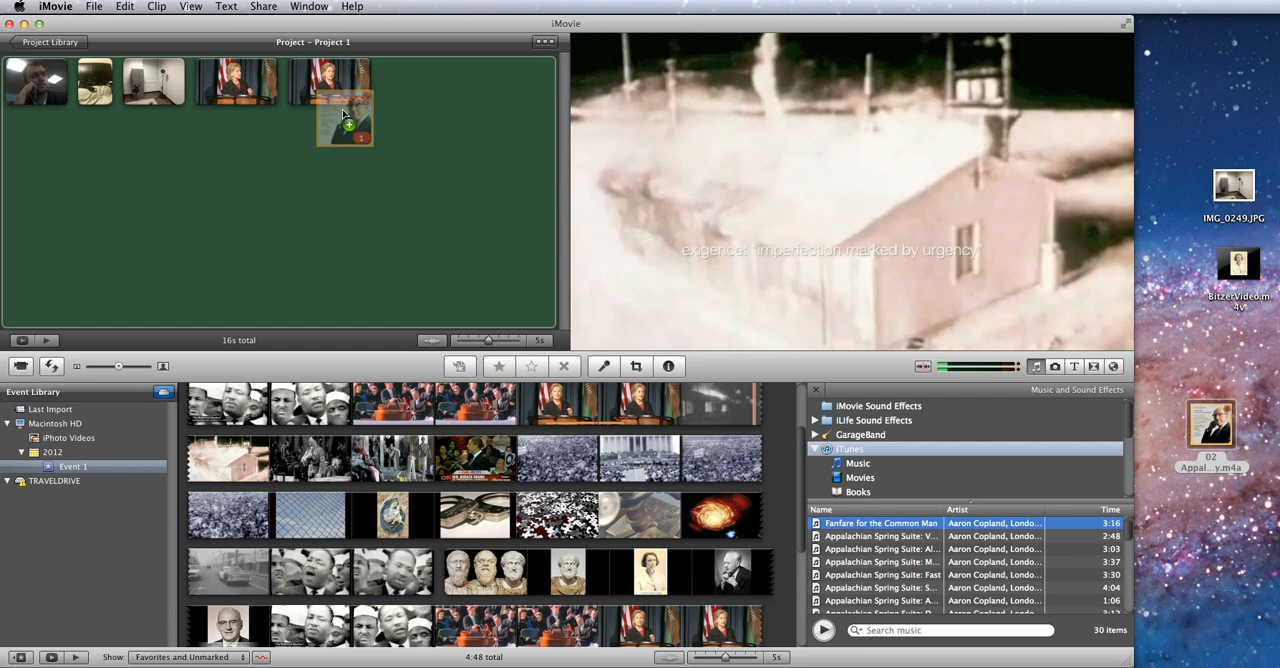 iMovie File Edit Clip View Text Share Window Help
iMovie
Project Library
Project - Project 1
1
exigence: "imperfection marked by urgency"
IMG_0249.JPG
BitzerVideo.m
4v
16s total
5s
Event Library
Last Import
Macintosh HD
iPhoto Videos
2012
Event 1
TRAVELDRIVE
Music and Sound Effects
iMovie Sound Effects
iLife Sound Effects
GarageBand
iTunes
Music
Movies
Books
02
Appal...y.m4a
Name Artist Time
Fanfare for the Common Man Aaron Copland, Londo... 3:16
Appalachian Spring Suite: V... Aaron Copland, Londo... 2:48
Appalachian Spring Suite: Al... Aaron Copland, Londo... 3:03
Appalachian Spring Suite: M... Aaron Copland, Londo... 3:37
Appalachian Spring Suite: Fast Aaron Copland, Londo... 3:30
Appalachian Spring Suite: S... Aaron Copland, Londo... 4:04
Appalachian Spring Suite: A... Aaron Copland, Londo... 1:06
Search music
30 items
Show: Favorites and Unmarked
4:48 total
5s